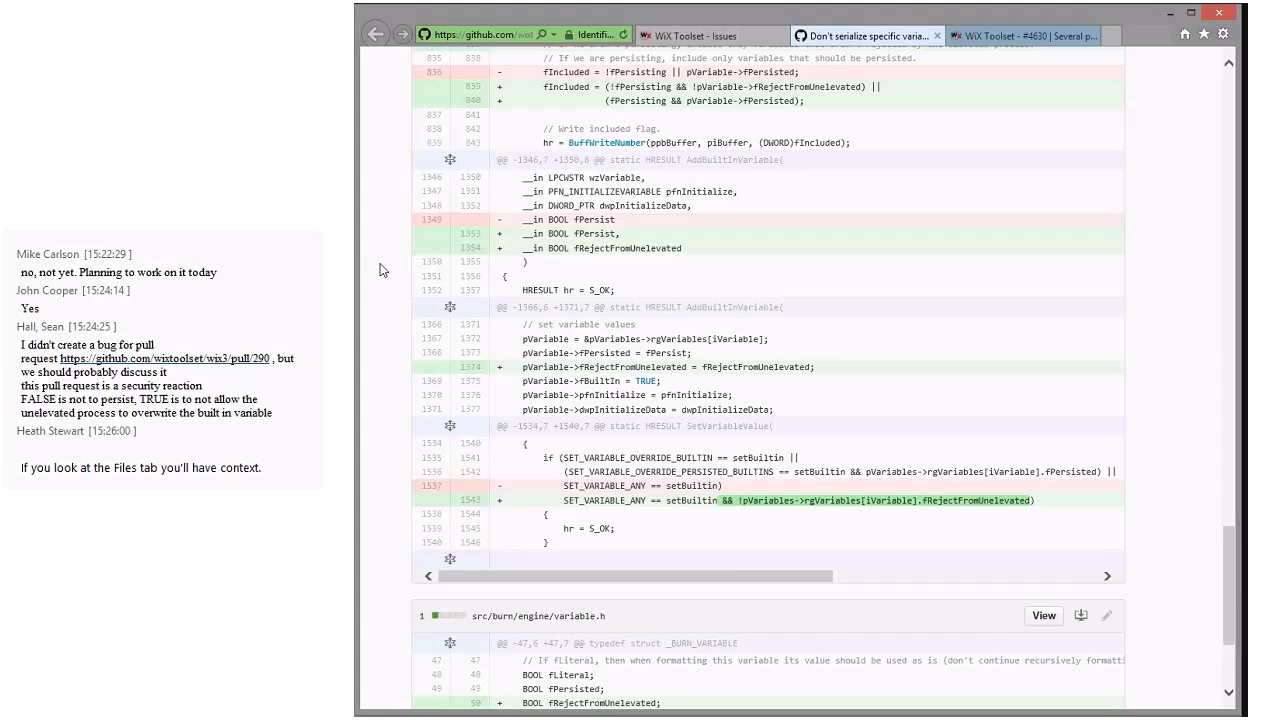 Mike Carlson [15:22:29 ]
no, not yet. Planning to work on it today
John Cooper [15:24:14 ]
Yes
Hall, Sean [15:24:25 ]
I didn't create a bug for pull
request https://github.com/wixtoolset/wix3/pull/290 , but
we should probably discuss it
this pull request is a security reaction
FALSE is not to persist, TRUE is to not allow the
unelevated process to overwrite the built in variable
Heath Stewart [15:26:00 ]
If you look at the Files tab you'll have context.
https://github.com/wix Identifi...
WiX Toolset - Issues
Don't serialize specific varia...
WiX Toolset - #4630 | Several p...
835 838 // If we are persisting, include only variables that should be persisted.
836 - fIncluded = !fPersisting || pVariable->fPersisted;
839 + fIncluded = (!fPersisting && !pVariable->fRejectFromUnelevated) ||
840 + (fPersisting && pVariable->fPersisted);
837 841
838 842 // Write included flag.
839 843 hr = BuffWriteNumber(ppbBuffer, piBuffer, (DWORD)fIncluded);
@@ -1346,7 +1350,8 @@ static HRESULT AddBuiltInVariable(
1346 1350 __in LPCWSTR wzVariable,
1347 1351 __in PFN_INITIALIZEVARIABLE pfnInitialize,
1348 1352 __in DWORD_PTR dwpInitializeData,
1349 - __in BOOL fPersist
1353 + __in BOOL fPersist,
1354 + __in BOOL fRejectFromUnelevated
1350 1355 )
1351 1356 {
1352 1357 HRESULT hr = S_OK;
@@ -1366,6 +1371,7 @@ static HRESULT AddBuiltInVariable(
1366 1371 // set variable values
1367 1372 pVariable = &pVariables->rgVariables[iVariable];
1368 1373 pVariable->fPersisted = fPersist;
1374 + pVariable->fRejectFromUnelevated = fRejectFromUnelevated;
1369 1375 pVariable->fBuiltIn = TRUE;
1370 1376 pVariable->pfnInitialize = pfnInitialize;
1371 1377 pVariable->dwpInitializeData = dwpInitializeData;
@@ -1534,7 +1540,7 @@ static HRESULT SetVariableValue(
1534 1540 {
1535 1541 if (SET_VARIABLE_OVERRIDE_BUILTIN == setBuiltin ||
1536 1542 (SET_VARIABLE_OVERRIDE_PERSISTED_BUILTINS == setBuiltin && pVariables->rgVariables[iVariable].fPersisted) ||
1537 - SET_VARIABLE_ANY == setBuiltin)
1543 + SET_VARIABLE_ANY == setBuiltin && !pVariables->rgVariables[iVariable].fRejectFromUnelevated)
1538 1544 {
1539 1545 hr = S_OK;
1540 1546 }
1 src/burn/engine/variable.h View
@@ -47,6 +47,7 @@ typedef struct _BURN_VARIABLE
47 47 // If fLiteral, then when formatting this variable its value should be used as is (don't continue recursively formatti
48 48 BOOL fLiteral;
49 49 BOOL fPersisted;
50 + BOOL fRejectFromUnelevated;